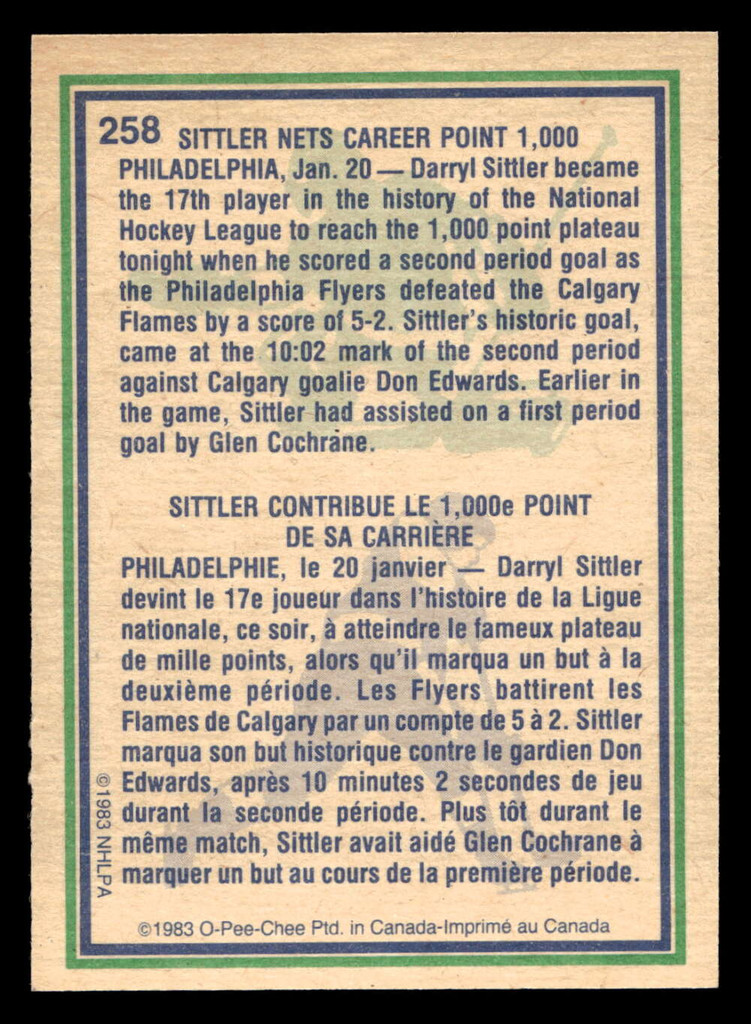 258 SITTLER NETS CAREER POINT 1,000
PHILADELPHIA, Jan. 20 — Darryl Sittler became
the 17th player in the history of the National
Hockey League to reach the 1,000 point plateau
tonight when he scored a second period goal as
the Philadelphia Flyers defeated the Calgary
Flames by a score of 5-2. Sittler's historic goal,
came at the 10:02 mark of the second period
against Calgary goalie Don Edwards. Earlier in
the game, Sittler had assisted on a first period
goal by Glen Cochrane.
SITTLER CONTRIBUE LE 1,000e POINT
DE SA CARRIÈRE
PHILADELPHIE, le 20 janvier — Darryl Sittler
devint le 17e joueur dans l'histoire de la Ligue
nationale, ce soir, à atteindre le fameux plateau
de mille points, alors qu'il marqua un but à la
deuxième période. Les Flyers battirent les
Flames de Calgary par un compte de 5 à 2. Sittler
marqua son but historique contre le gardien Don
Edwards, après 10 minutes 2 secondes de jeu
durant la seconde période. Plus tôt durant le
même match, Sittler avait aidé Glen Cochrane à
marquer un but au cours de la première période.
©1983 NHLPA
©1983 O-Pee-Chee Ptd. in Canada-Imprimé au Canada